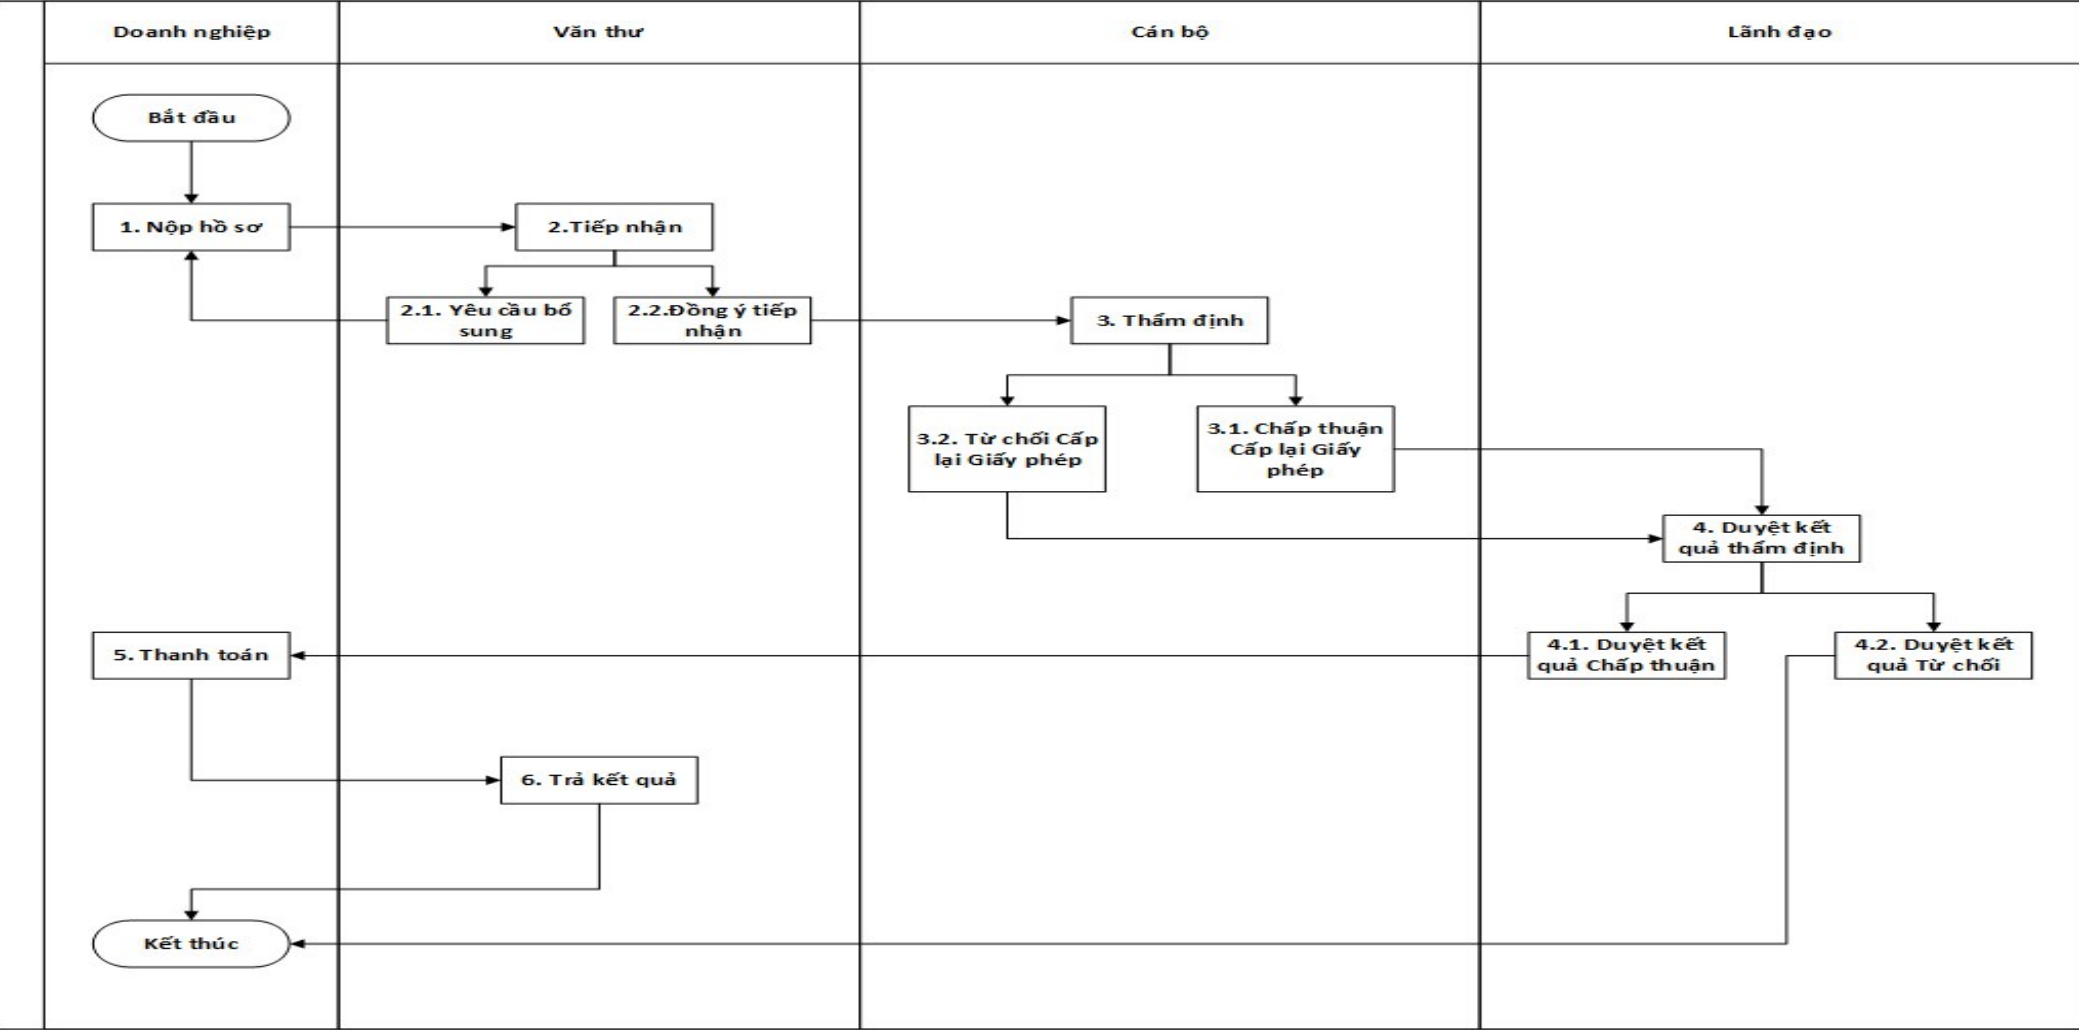 Doanh nghiệp
Văn thư
Cán bộ
Lãnh đạo
Bắt đầu
1. Nộp hồ sơ
2.Tiếp nhận
2.1. Yêu cầu bổ
sung
2.2.Đồng ý tiếp
nhận
3. Thẩm định
3.2. Từ chối Cấp
lại Giấy phép
3.1. Chấp thuận
Cấp lại Giấy
phép
4. Duyệt kết
quả thẩm định
4.1. Duyệt kết
quả Chấp thuận
4.2. Duyệt kết
quả Từ chối
5. Thanh toán
6. Trả kết quả
Kết thúc